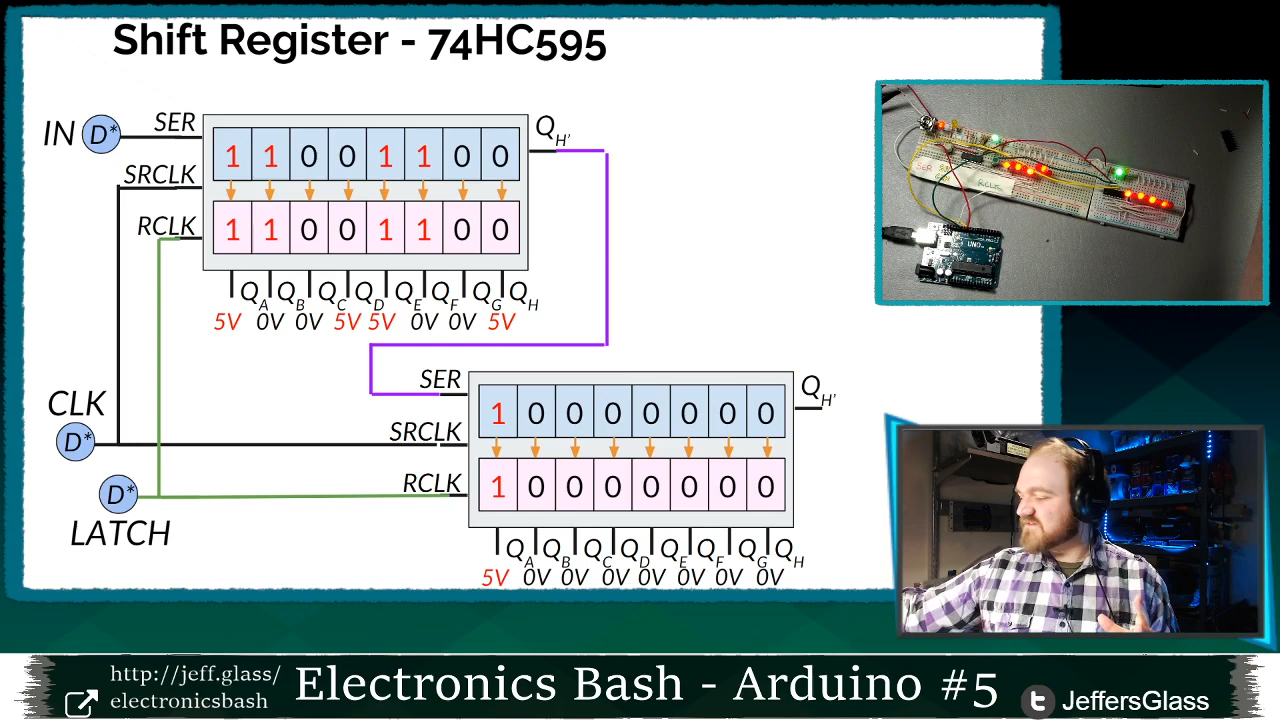 Shift Register - 74HC595
IN D* SER
SRCLK
RCLK
1 1 0 0 1 1 0 0
1 1 0 0 1 1 0 0
QH'
QA QB QC QD QE QF QG QH
5V 0V 0V 5V 5V 0V 0V 5V
CLK
D*
D*
LATCH
SER
SRCLK
RCLK
1 0 0 0 0 0 0 0
1 0 0 0 0 0 0 0
QH'
QA QB QC QD QE QF QG QH
5V 0V 0V 0V 0V 0V 0V 0V
SER
RCLK
UNO
http://jeff.glass/
electronicsbash
Electronics Bash - Arduino #5
JeffersGlass